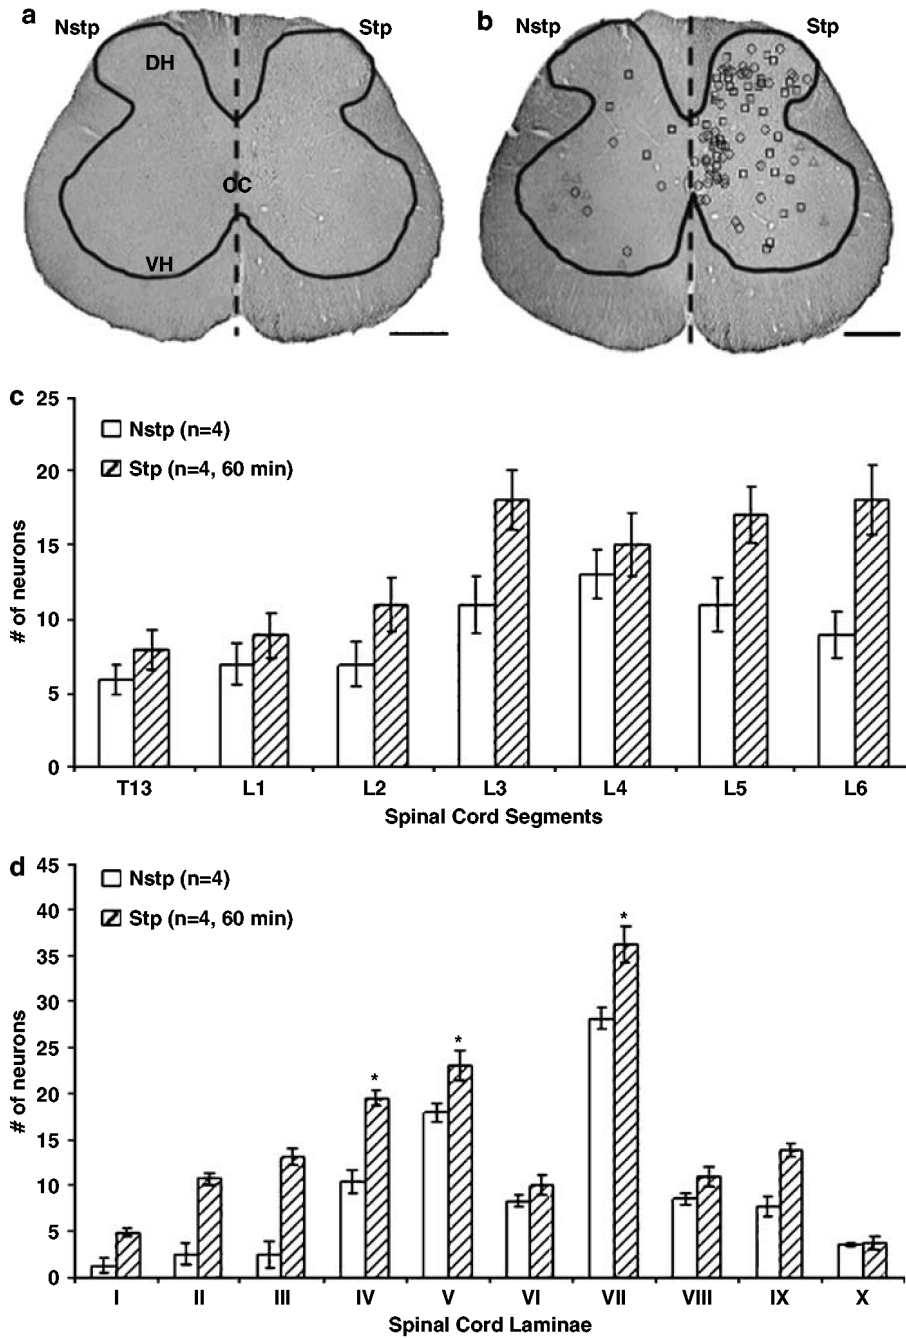 a
Nstp
Stp
DH
CC
VH
b
Nstp
Stp
c
25
20
15
10
5
0
# of neurons
Nstp (n=4)
Stp (n=4, 60 min)
T13 L1 L2 L3 L4 L5 L6
Spinal Cord Segments
d
45
40
35
30
25
20
15
10
5
0
# of neurons
Nstp (n=4)
Stp (n=4, 60 min)
* * *
I II III IV V VI VII VIII IX X
Spinal Cord Laminae